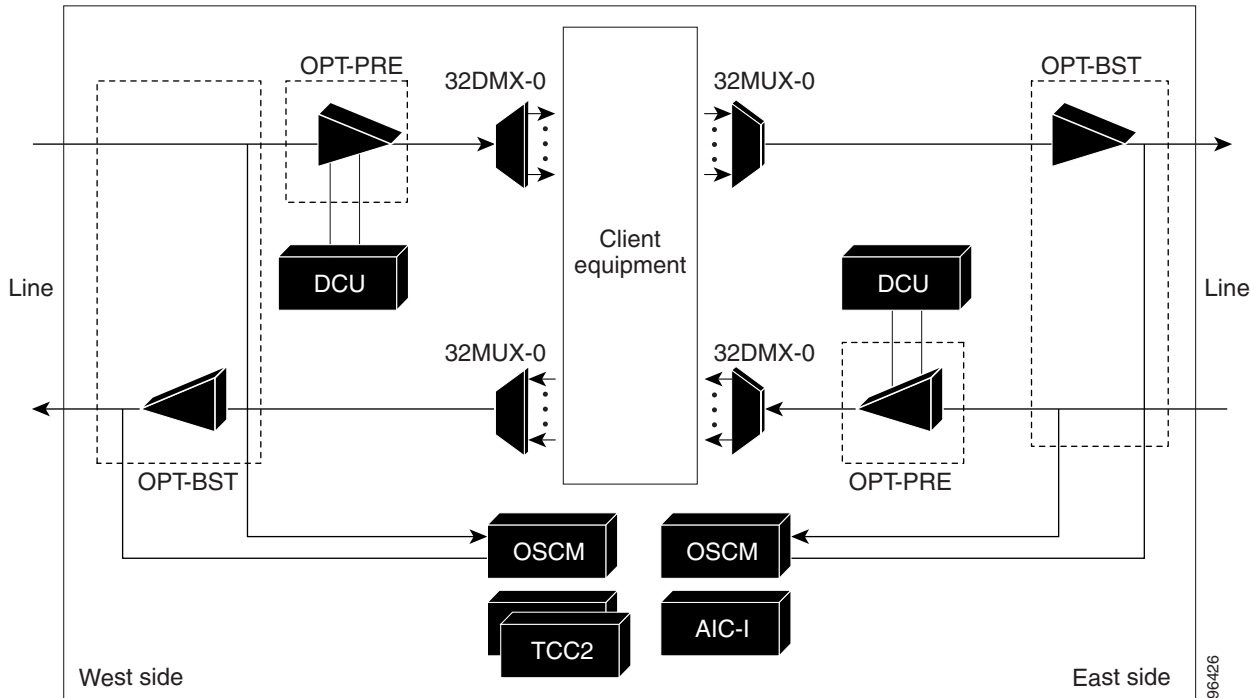 OPT-PRE
32DMX-0
32MUX-0
OPT-BST
Client
equipment
DCU
DCU
Line
Line
32MUX-0
32DMX-0
OPT-BST
OPT-PRE
OSCM
OSCM
TCC2
AIC-I
West side
East side
96426